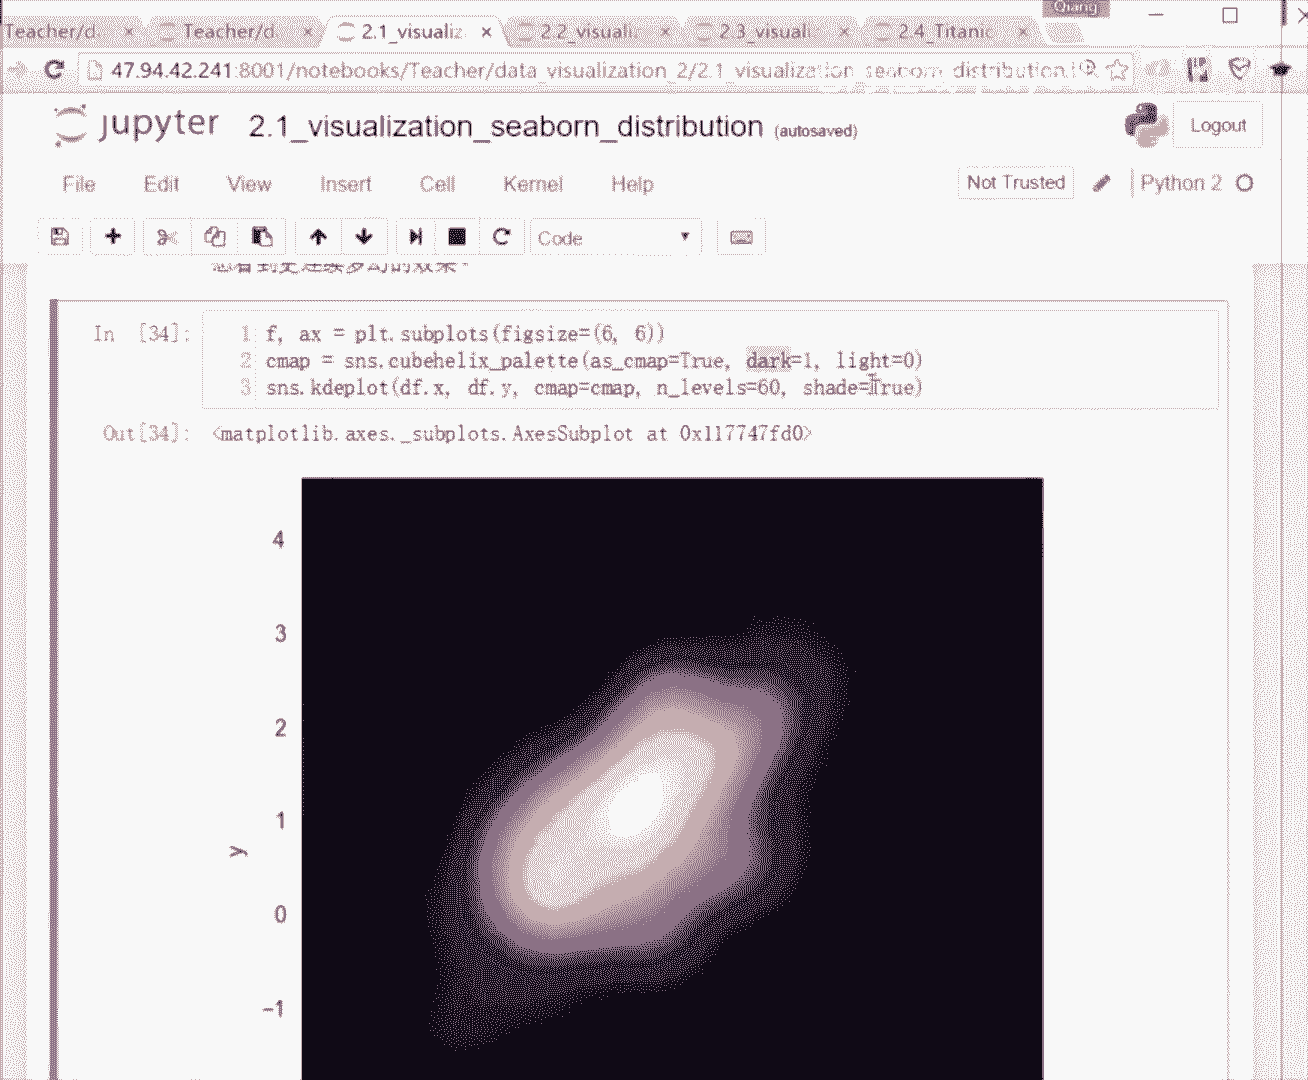 Qiang
Teacher/d. × Teacher/d. × 2.1_visualiz × 2.2_visuali. × 2.3_visuali. × 2.4_Titanic ×
47.94.42.241:8001/notebooks/Teacher/data_visualization_2/2.1_visualization_seaborn_distribution.i
jupyter 2.1_visualization_seaborn_distribution (autosaved) Logout
File Edit View Insert Cell Kernel Help Not Trusted Python 2
Code
In [34]:
1 f, ax = plt.subplots(figsize=(6, 6))
2 cmap = sns.cubehelix_palette(as_cmap=True, dark=1, light=0)
3 sns.kdeplot(df.x, df.y, cmap=cmap, n_levels=60, shade=True)
Out[34]: <matplotlib.axes._subplots.AxesSubplot at 0x117747fd0>
4
3
2
1
y
0
−1